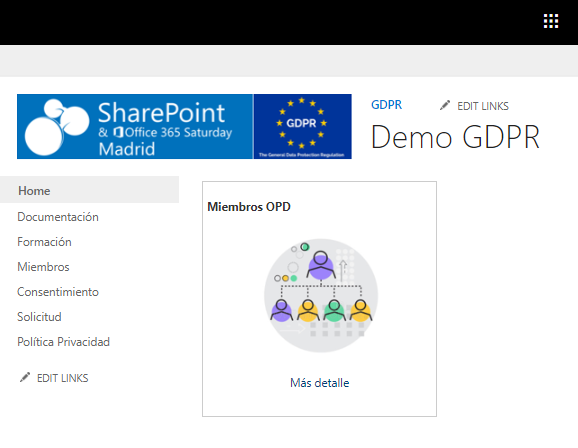 SharePoint
& Office 365 Saturday
Madrid
GDPR
The General Data Protection Regulation
GDPR
EDIT LINKS
Demo GDPR
Home
Documentación
Formación
Miembros
Consentimiento
Solicitud
Política Privacidad
EDIT LINKS
Miembros OPD
Más detalle